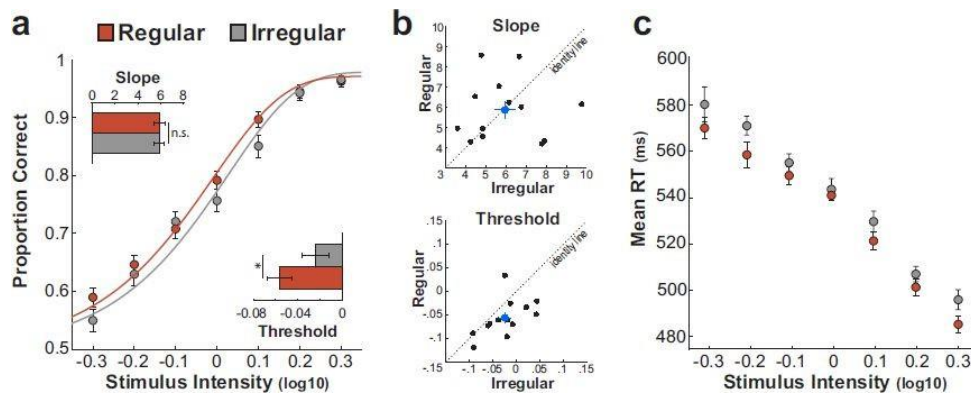 a
Regular Irregular
Proportion Correct
1
0.9
0.8
0.7
0.6
0.5
Slope
0 2 4 6 8
n.s.
*
-0.08 -0.04 0
Threshold
-0.3 -0.2 -0.1 0 0.1 0.2 0.3
Stimulus Intensity (log10)
b
Slope
Regular
10
9
8
7
6
5
4
3 4 5 6 7 8 9 10
identity line
Irregular
Threshold
Regular
.15
.1
.05
0
-.05
-.1
-.15
-.1 -.05 0 .05 .1 .15
identity line
Irregular
c
Mean RT (ms)
580
560
540
520
500
480
-0.3 -0.2 -0.1 0 0.1 0.2 0.3
Stimulus Intensity (log10)